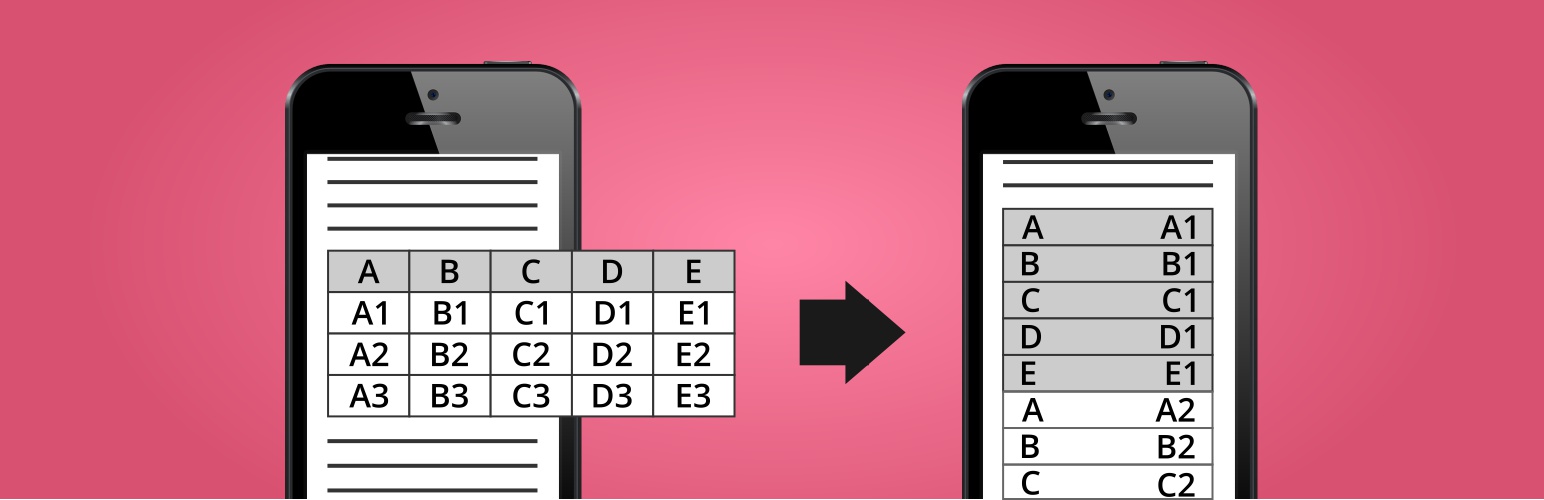 A B C D E
A1 B1 C1 D1 E1
A2 B2 C2 D2 E2
A3 B3 C3 D3 E3
A A1
B B1
C C1
D D1
E E1
A A2
B B2
C C2